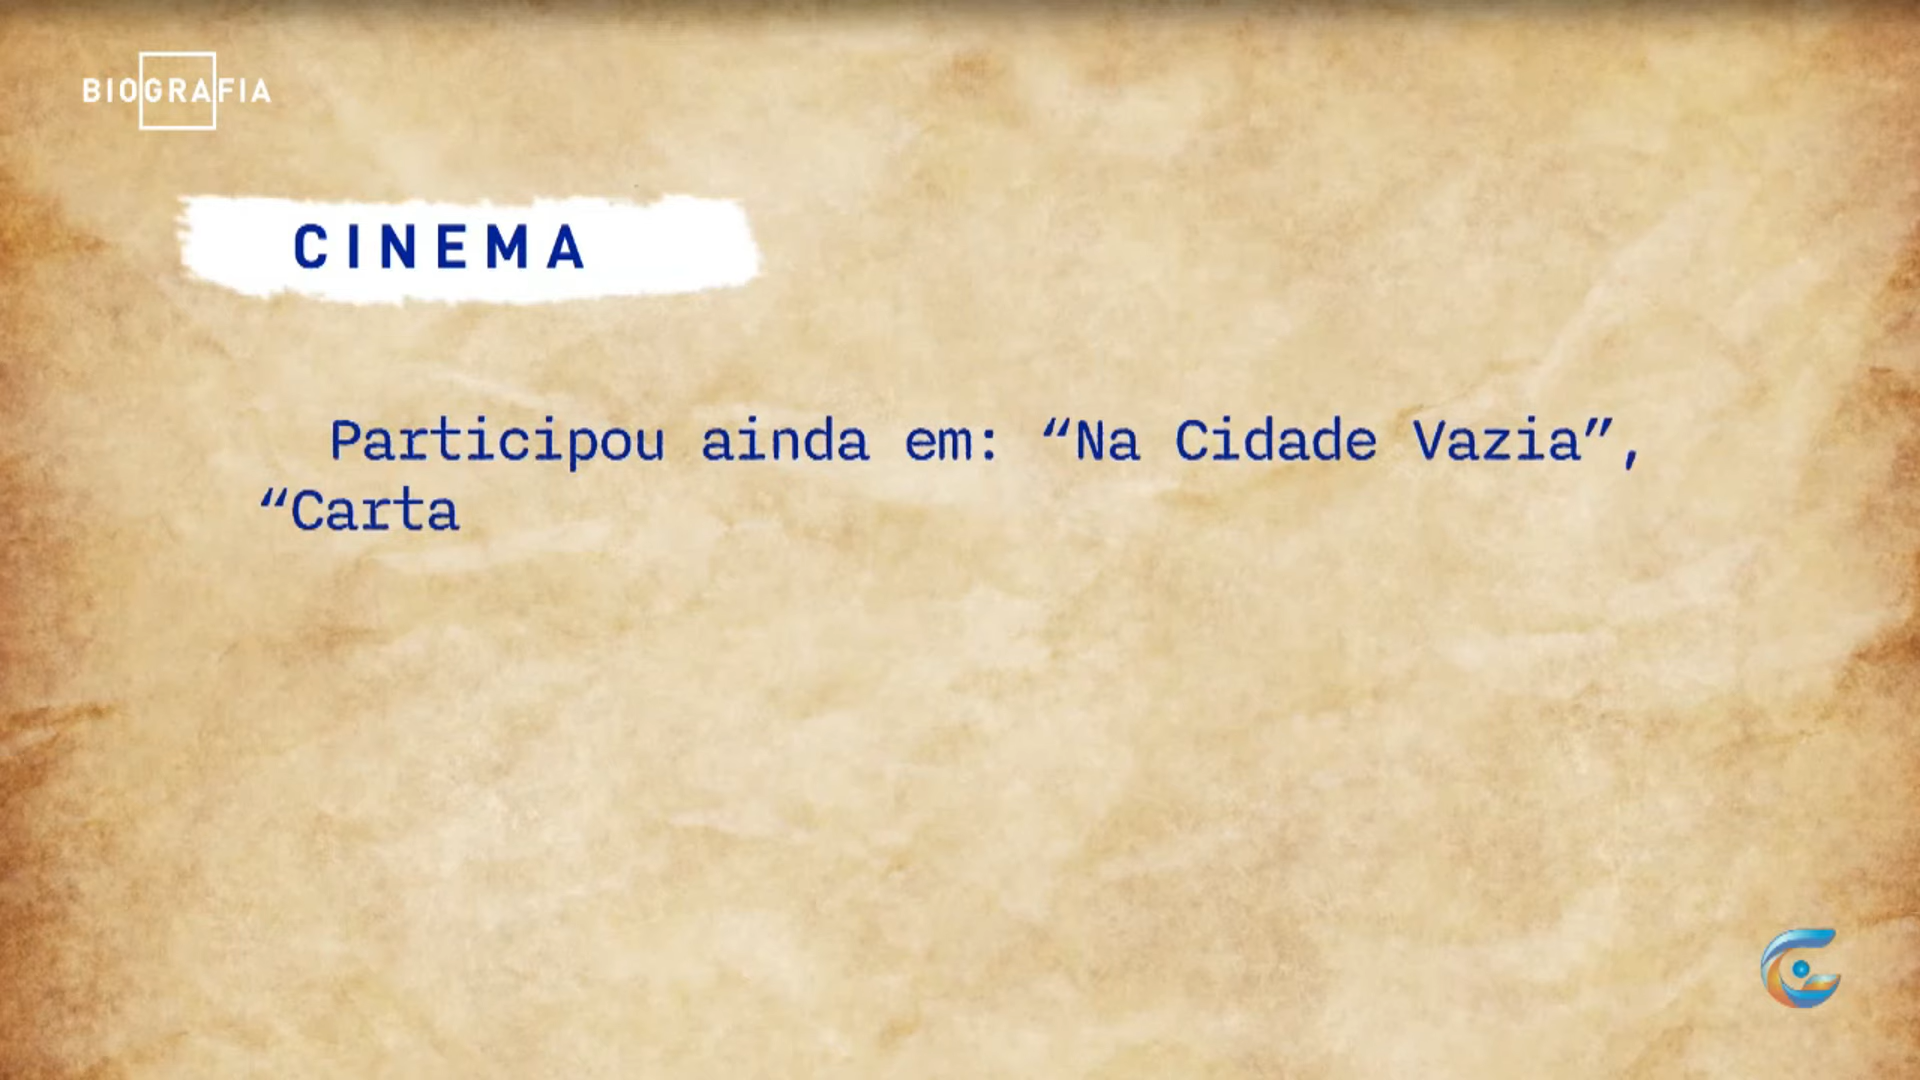 BIOGRAFIA
CINEMA
Participou ainda em: “Na Cidade Vazia”,
“Carta